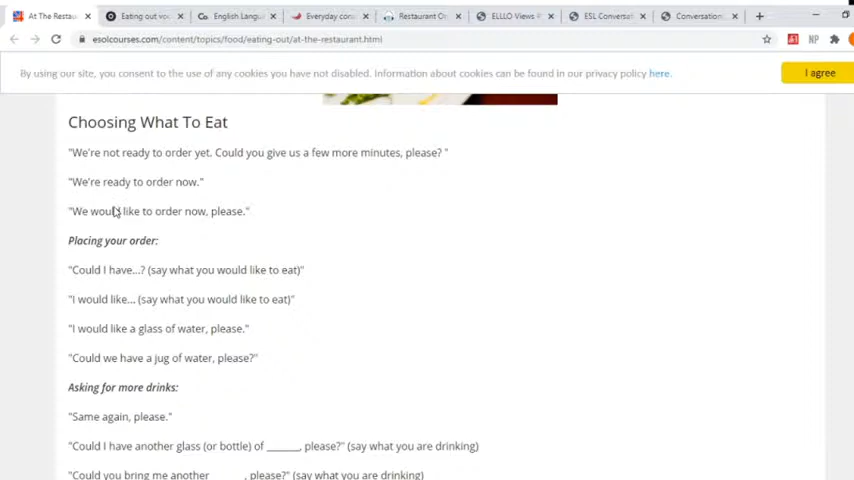 At The Restau
Eating out voc
English Langu
Everyday con
Restaurant O
ELLLO Views
ESL Conversat
Conversation
esolcourses.com/content/topics/food/eating-out/at-the-restaurant.html
NP
By using our site, you consent to the use of any cookies you have not disabled. Information about cookies can be found in our privacy policy here.
I agree
Choosing What To Eat
"We're not ready to order yet. Could you give us a few more minutes, please? "
"We're ready to order now."
"We would like to order now, please."
Placing your order:
"Could I have...? (say what you would like to eat)"
"I would like... (say what you would like to eat)"
"I would like a glass of water, please."
"Could we have a jug of water, please?"
Asking for more drinks:
"Same again, please."
"Could I have another glass (or bottle) of ______, please?" (say what you are drinking)
"Could you bring me another ______, please?" (say what you are drinking)